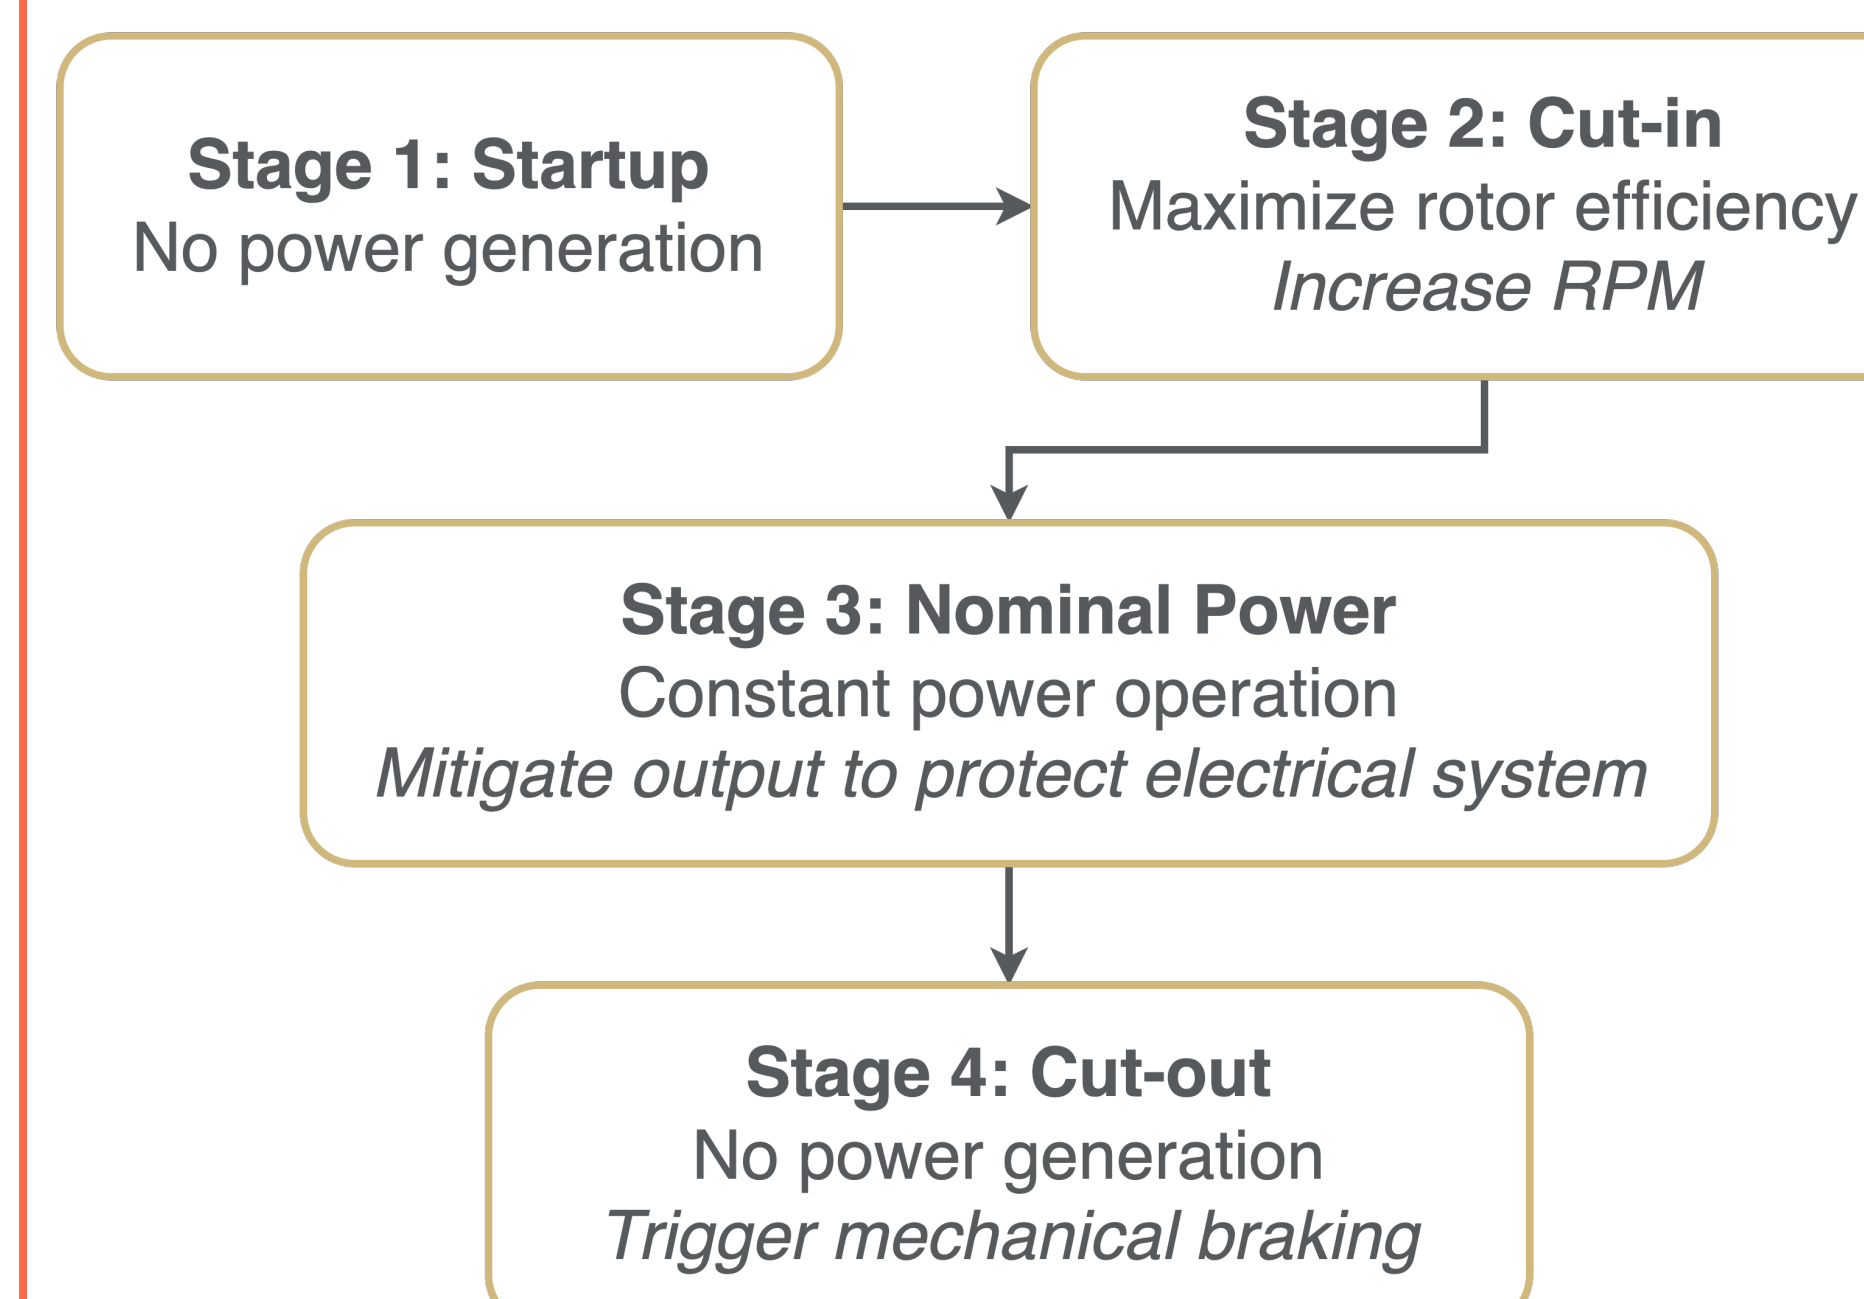 Stage 1: Startup
No power generation
Stage 2: Cut-in
Maximize rotor efficiency
Increase RPM
Stage 3: Nominal Power
Constant power operation
Mitigate output to protect electrical system
Stage 4: Cut-out
No power generation
Trigger mechanical braking